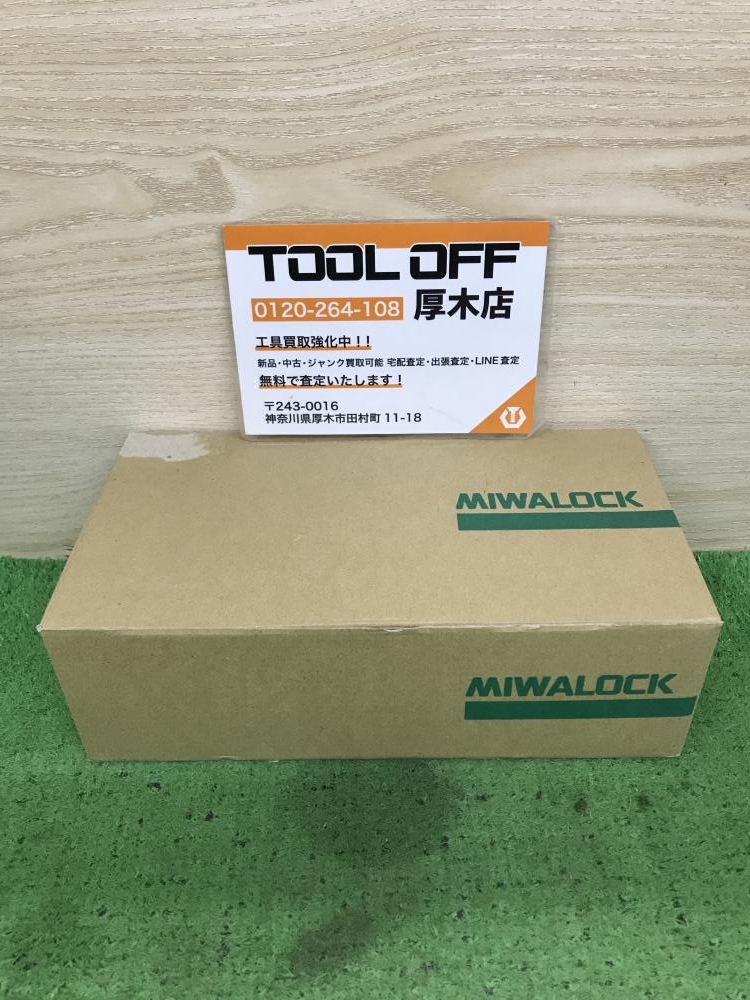 TOOL OFF
0120-264-108 厚木店
工具買取強化中!!
新品・中古・ジャンク買取可能 宅配査定・出張査定・LINE査定
無料で査定いたします!
〒243-0016
神奈川県厚木市田村町 11-18
MIWALOCK
MIWALOCK